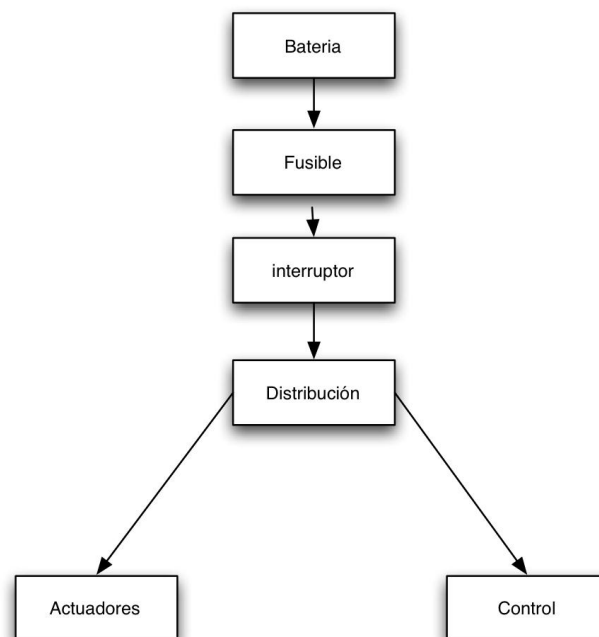 Bateria
Fusible
interruptor
Distribución
Actuadores
Control